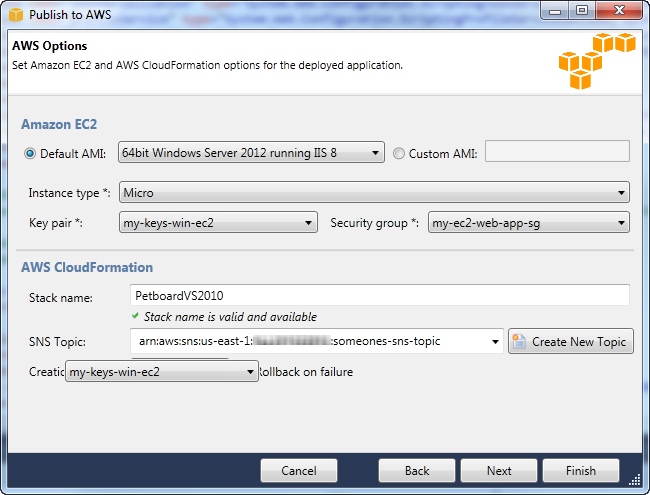 Publish to AWS
AWS Options
Set Amazon EC2 and AWS CloudFormation options for the deployed application.
Amazon EC2
Default AMI: 64bit Windows Server 2012 running IIS 8 Custom AMI:
Instance type *: Micro
Key pair *: my-keys-win-ec2 Security group *: my-ec2-web-app-sg
AWS CloudFormation
Stack name: PetboardVS2010
Stack name is valid and available
SNS Topic: arn:aws:sns:us-east-1: :someones-sns-topic Create New Topic
Creatic my-keys-win-ec2 Rollback on failure
Cancel Back Next Finish